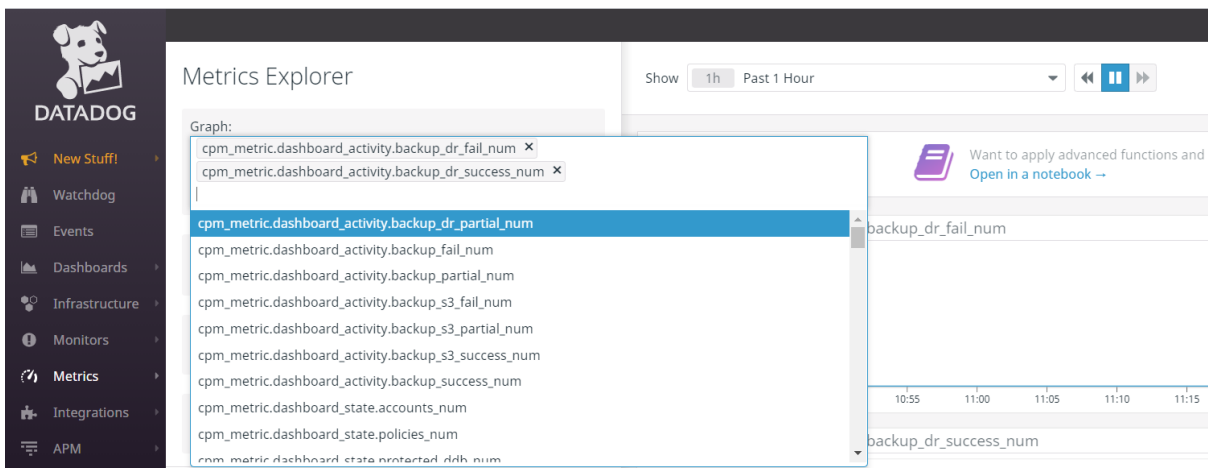 DATADOG
New Stuff!
Watchdog
Events
Dashboards
Infrastructure
Monitors
Metrics
Integrations
APM
Metrics Explorer
Graph:
cpm_metric.dashboard_activity.backup_dr_fail_num ×
cpm_metric.dashboard_activity.backup_dr_success_num ×
cpm_metric.dashboard_activity.backup_dr_partial_num
cpm_metric.dashboard_activity.backup_fail_num
cpm_metric.dashboard_activity.backup_partial_num
cpm_metric.dashboard_activity.backup_s3_fail_num
cpm_metric.dashboard_activity.backup_s3_partial_num
cpm_metric.dashboard_activity.backup_s3_success_num
cpm_metric.dashboard_activity.backup_success_num
cpm_metric.dashboard_state.accounts_num
cpm_metric.dashboard_state.policies_num
cpm_metric.dashboard_state.protected_ddb_num
Show 1h Past 1 Hour
Want to apply advanced functions and
Open in a notebook →
backup_dr_fail_num
10:55 11:00 11:05 11:10 11:15
backup_dr_success_num